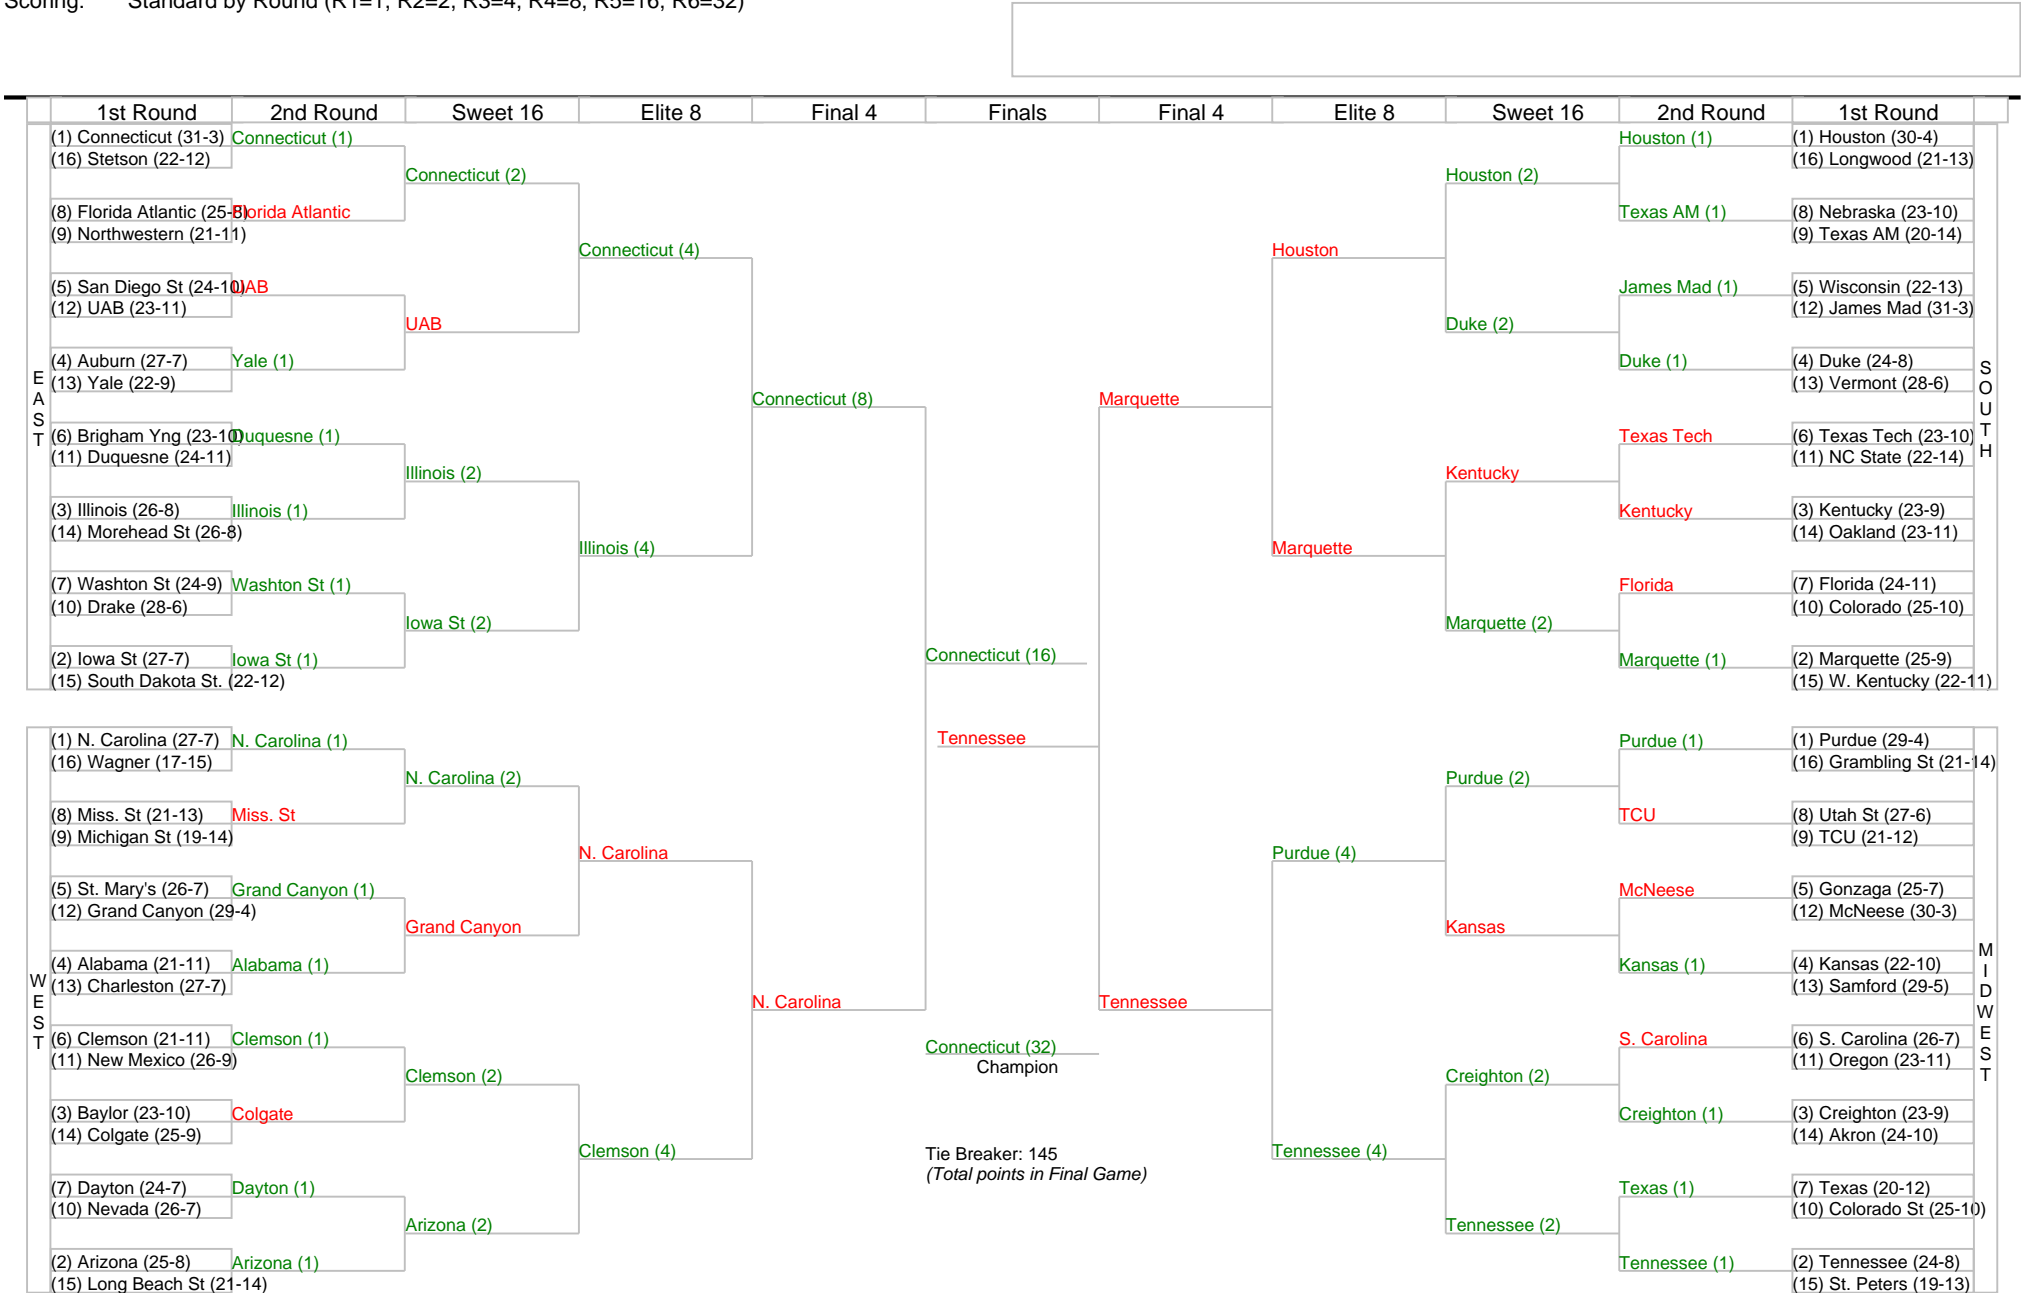 Scoring: Standard by Round (R1=1, R2=2, R3=4, R4=8, R5=16, R6=32)
1st Round 2nd Round Sweet 16 Elite 8 Final 4 Finals Final 4 Elite 8 Sweet 16 2nd Round 1st Round
EAST
(1) Connecticut (31-3)
(16) Stetson (22-12)
(8) Florida Atlantic (25-8)
(9) Northwestern (21-11)
(5) San Diego St (24-10)
(12) UAB (23-11)
(4) Auburn (27-7)
(13) Yale (22-9)
(6) Brigham Yng (23-10)
(11) Duquesne (24-11)
(3) Illinois (26-8)
(14) Morehead St (26-8)
(7) Washton St (24-9)
(10) Drake (28-6)
(2) Iowa St (27-7)
(15) South Dakota St. (22-12)
Connecticut (1)
Florida Atlantic
UAB
Yale (1)
Duquesne (1)
Illinois (1)
Washton St (1)
Iowa St (1)
Connecticut (2)
UAB
Illinois (2)
Iowa St (2)
Connecticut (4)
Illinois (4)
Connecticut (8)
WEST
(1) N. Carolina (27-7)
(16) Wagner (17-15)
(8) Miss. St (21-13)
(9) Michigan St (19-14)
(5) St. Mary's (26-7)
(12) Grand Canyon (29-4)
(4) Alabama (21-11)
(13) Charleston (27-7)
(6) Clemson (21-11)
(11) New Mexico (26-9)
(3) Baylor (23-10)
(14) Colgate (25-9)
(7) Dayton (24-7)
(10) Nevada (26-7)
(2) Arizona (25-8)
(15) Long Beach St (21-14)
N. Carolina (1)
Miss. St
Grand Canyon (1)
Alabama (1)
Clemson (1)
Colgate
Dayton (1)
Arizona (1)
N. Carolina (2)
Grand Canyon
Clemson (2)
Arizona (2)
N. Carolina
Clemson (4)
N. Carolina
Connecticut (16)
Tennessee
Connecticut (32)
Champion
Tie Breaker: 145
(Total points in Final Game)
Marquette
Houston
Marquette
Houston (2)
Duke (2)
Kentucky
Marquette (2)
Houston (1)
Texas AM (1)
James Mad (1)
Duke (1)
Texas Tech
Kentucky
Florida
Marquette (1)
(1) Houston (30-4)
(16) Longwood (21-13)
(8) Nebraska (23-10)
(9) Texas AM (20-14)
(5) Wisconsin (22-13)
(12) James Mad (31-3)
(4) Duke (24-8)
(13) Vermont (28-6)
(6) Texas Tech (23-10)
(11) NC State (22-14)
(3) Kentucky (23-9)
(14) Oakland (23-11)
(7) Florida (24-11)
(10) Colorado (25-10)
(2) Marquette (25-9)
(15) W. Kentucky (22-11)
SOUTH
Tennessee
Purdue (4)
Tennessee (4)
Purdue (2)
Kansas
Creighton (2)
Tennessee (2)
Purdue (1)
TCU
McNeese
Kansas (1)
S. Carolina
Creighton (1)
Texas (1)
Tennessee (1)
(1) Purdue (29-4)
(16) Grambling St (21-14)
(8) Utah St (27-6)
(9) TCU (21-12)
(5) Gonzaga (25-7)
(12) McNeese (30-3)
(4) Kansas (22-10)
(13) Samford (29-5)
(6) S. Carolina (26-7)
(11) Oregon (23-11)
(3) Creighton (23-9)
(14) Akron (24-10)
(7) Texas (20-12)
(10) Colorado St (25-10)
(2) Tennessee (24-8)
(15) St. Peters (19-13)
MIDWEST